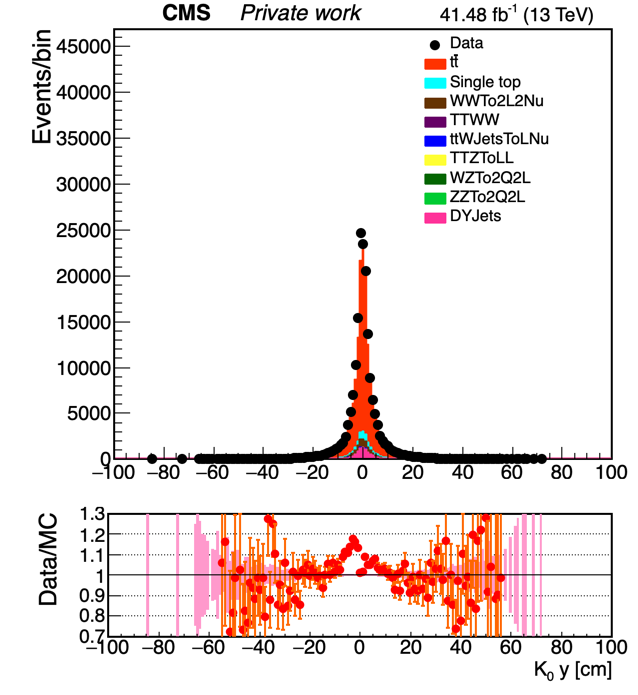 CMS Private work 41.48 fb⁻¹ (13 TeV)
Events/bin
45000
40000
35000
30000
25000
20000
15000
10000
5000
0
Data
tt̄
Single top
WWTo2L2Nu
TTWW
ttWJetsToLNu
TTZToLL
WZTo2Q2L
ZZTo2Q2L
DYJets
−100 −80 −60 −40 −20 0 20 40 60 80 100
Data/MC
1.3
1.2
1.1
1
0.9
0.8
0.7
−100 −80 −60 −40 −20 0 20 40 60 80 100
K₀ y [cm]